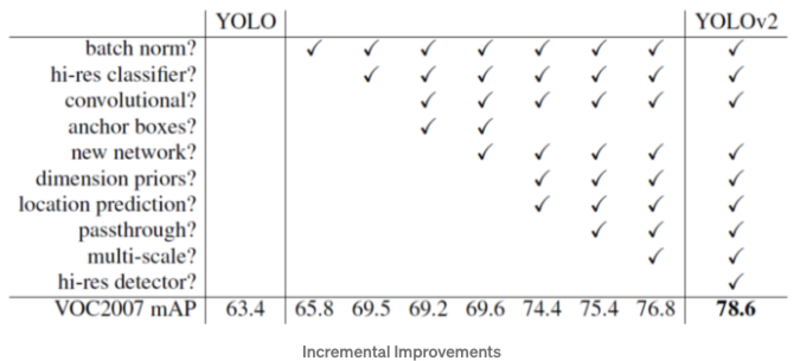 YOLO YOLOv2
batch norm? ✓ ✓ ✓ ✓ ✓ ✓ ✓ ✓
hi-res classifier? ✓ ✓ ✓ ✓ ✓ ✓ ✓
convolutional? ✓ ✓ ✓ ✓ ✓ ✓
anchor boxes? ✓ ✓
new network? ✓ ✓ ✓ ✓ ✓
dimension priors? ✓ ✓ ✓ ✓
location prediction? ✓ ✓ ✓ ✓
passthrough? ✓ ✓ ✓
multi-scale? ✓ ✓
hi-res detector? ✓
VOC2007 mAP 63.4 65.8 69.5 69.2 69.6 74.4 75.4 76.8 78.6
Incremental Improvements